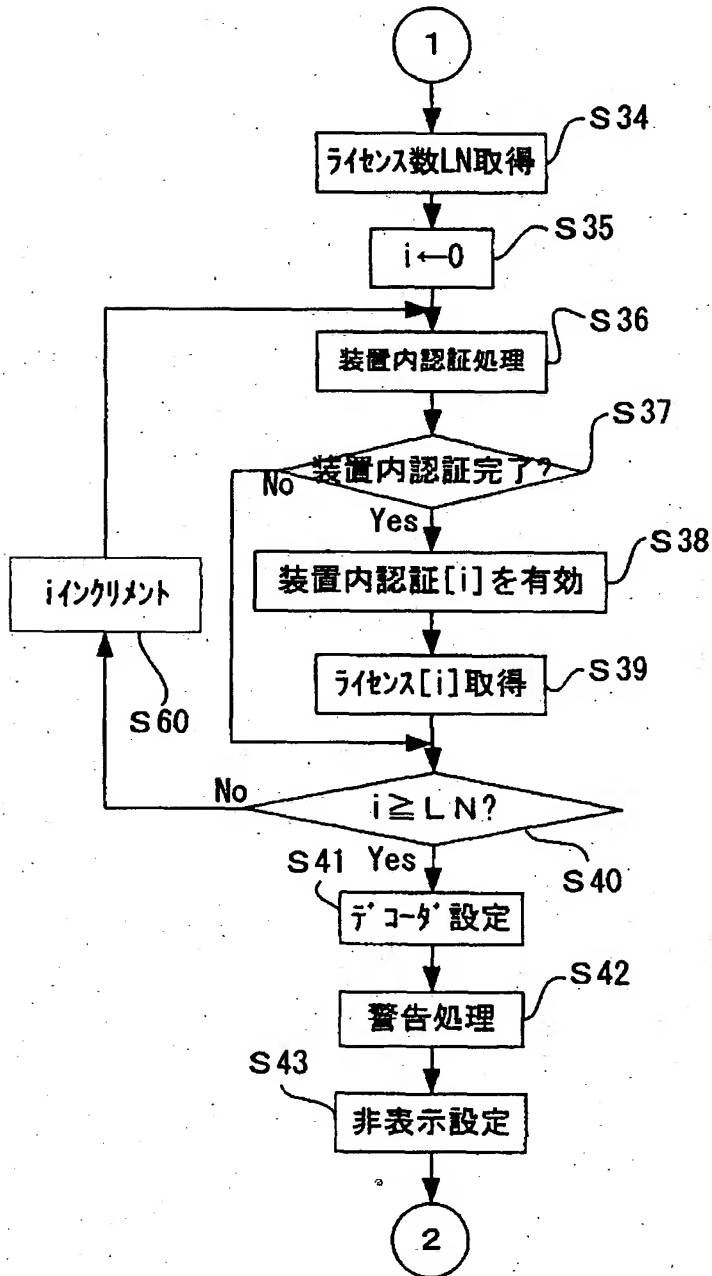 1
S34
ライセンス数LN取得
S35
i←0
S36
装置内認証処理
S37
装置内認証完了?
No
Yes
S38
装置内認証[i]を有効
iインクリメント
S39
ライセンス[i]取得
S60
No
i≧LN?
S40
Yes
S41
デコーダ設定
S42
警告処理
S43
非表示設定
2